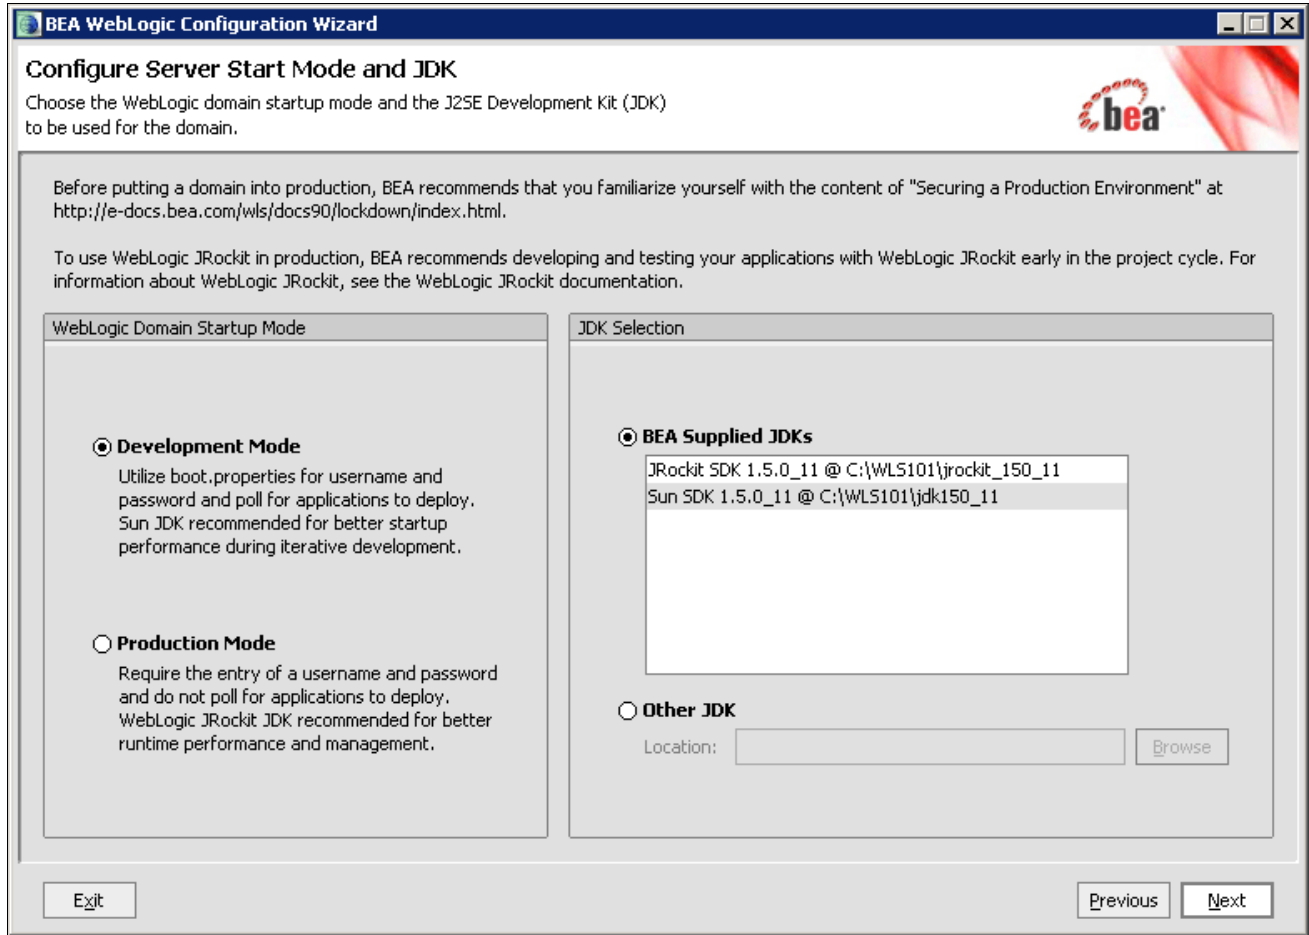 BEA WebLogic Configuration Wizard
Configure Server Start Mode and JDK
Choose the WebLogic domain startup mode and the J2SE Development Kit (JDK)
to be used for the domain.
bea
Before putting a domain into production, BEA recommends that you familiarize yourself with the content of "Securing a Production Environment" at
http://e-docs.bea.com/wls/docs90/lockdown/index.html.
To use WebLogic JRockit in production, BEA recommends developing and testing your applications with WebLogic JRockit early in the project cycle. For
information about WebLogic JRockit, see the WebLogic JRockit documentation.
WebLogic Domain Startup Mode
Development Mode
Utilize boot.properties for username and
password and poll for applications to deploy.
Sun JDK recommended for better startup
performance during iterative development.
Production Mode
Require the entry of a username and password
and do not poll for applications to deploy.
WebLogic JRockit JDK recommended for better
runtime performance and management.
JDK Selection
BEA Supplied JDKs
JRockit SDK 1.5.0_11 @ C:\WLS101\jrockit_150_11
Sun SDK 1.5.0_11 @ C:\WLS101\jdk150_11
Other JDK
Location:
Browse
Exit
Previous
Next